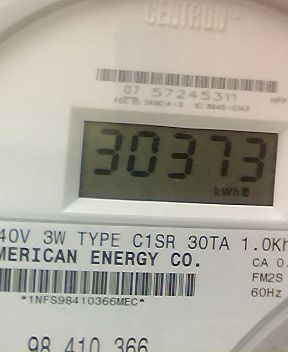 CENTRON®
07 57245311
30373
kWh
40V 3W TYPE C1SR 30TA 1.0Kh
MERICAN ENERGY CO.
CA 0.
FM2S
60Hz
*1NFS98410366MEC*
98 410 366